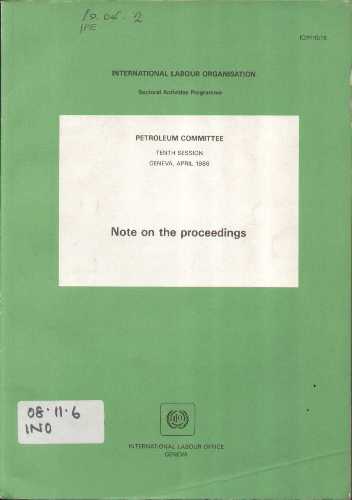 INTERNATIONAL LABOUR ORGANISATION
Sectoral Activities Programme
PETROLEUM COMMITTEE
TENTH SESSION
GENEVA, APRIL 1986
Note on the proceedings
08.11.6
INO
INTERNATIONAL LABOUR OFFICE
GENEVA